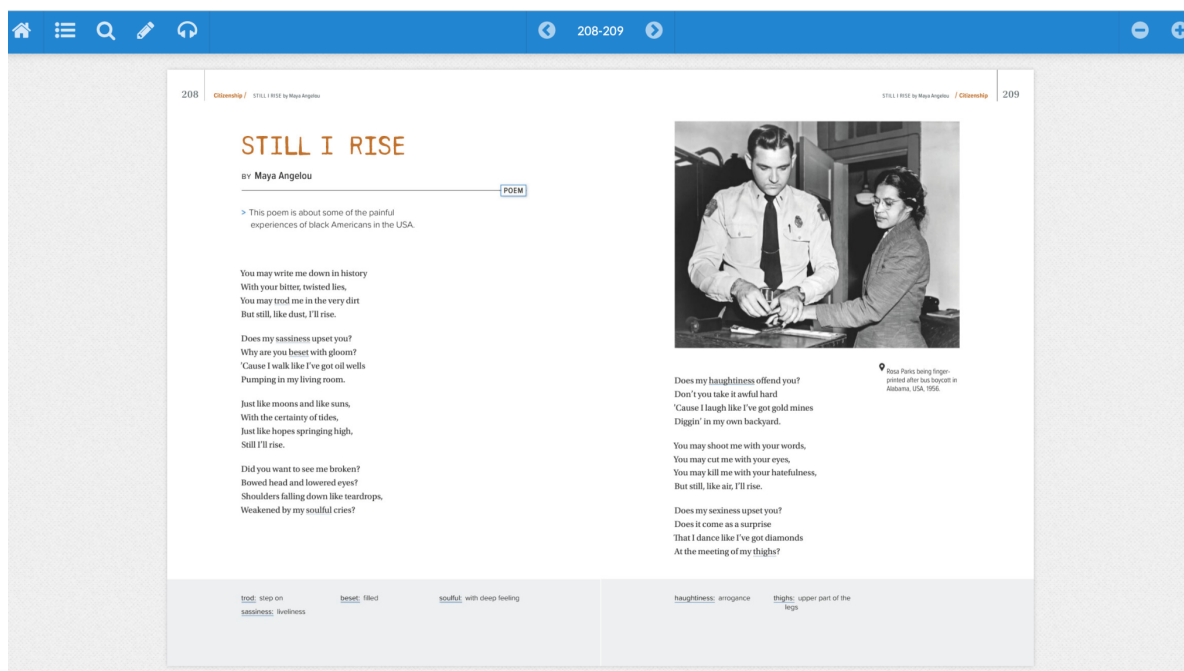 208-209
208 Citizenship / STILL I RISE by Maya Angelou
STILL I RISE
BY Maya Angelou
POEM
> This poem is about some of the painful
experiences of black Americans in the USA.
You may write me down in history
With your bitter, twisted lies,
You may trod me in the very dirt
But still, like dust, I'll rise.
Does my sassiness upset you?
Why are you beset with gloom?
'Cause I walk like I've got oil wells
Pumping in my living room.
Just like moons and like suns,
With the certainty of tides,
Just like hopes springing high,
Still I'll rise.
Did you want to see me broken?
Bowed head and lowered eyes?
Shoulders falling down like teardrops,
Weakened by my soulful cries?
trod: step on
sassiness: liveliness
beset: filled
soulful: with deep feeling
STILL I RISE by Maya Angelou / Citizenship 209
Rosa Parks being finger-
printed after bus boycott in
Alabama, USA, 1956.
Does my haughtiness offend you?
Don't you take it awful hard
'Cause I laugh like I've got gold mines
Diggin' in my own backyard.
You may shoot me with your words,
You may cut me with your eyes,
You may kill me with your hatefulness,
But still, like air, I'll rise.
Does my sexiness upset you?
Does it come as a surprise
That I dance like I've got diamonds
At the meeting of my thighs?
haughtiness: arrogance
thighs: upper part of the
legs